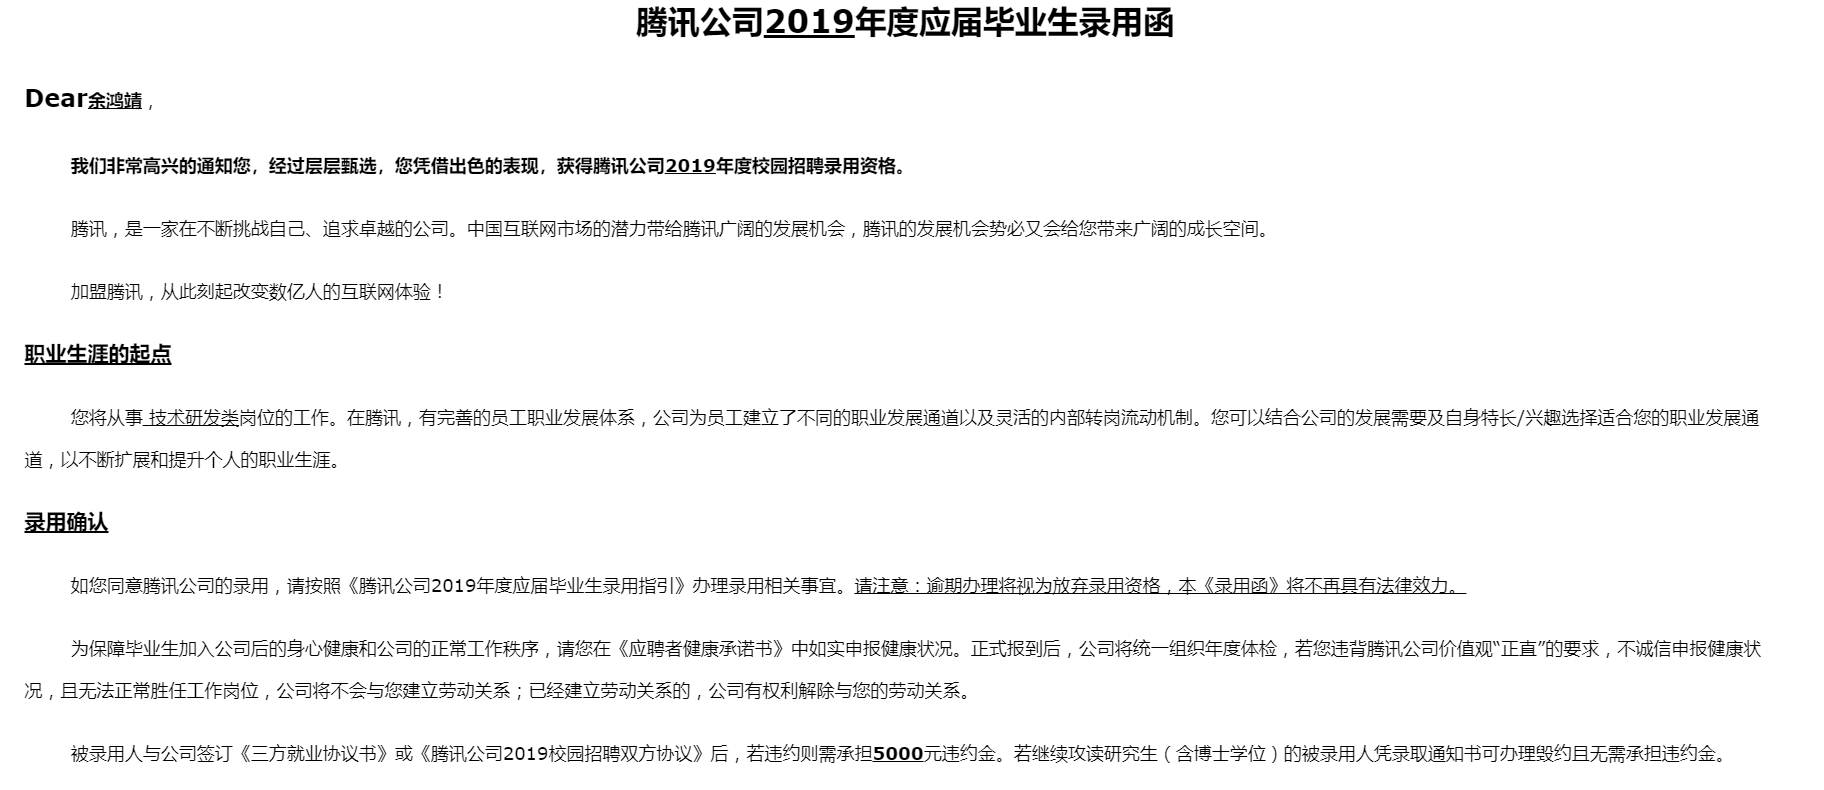 腾讯公司2019年度应届毕业生录用函
Dear余鸿靖，
我们非常高兴的通知您，经过层层甄选，您凭借出色的表现，获得腾讯公司2019年度校园招聘录用资格。
腾讯，是一家在不断挑战自己、追求卓越的公司。中国互联网市场的潜力带给腾讯广阔的发展机会，腾讯的发展机会势必又会给您带来广阔的成长空间。
加盟腾讯，从此刻起改变数亿人的互联网体验！
职业生涯的起点
您将从事 技术研发类岗位的工作。在腾讯，有完善的员工职业发展体系，公司为员工建立了不同的职业发展通道以及灵活的内部转岗流动机制。您可以结合公司的发展需要及自身特长/兴趣选择适合您的职业发展通
道，以不断扩展和提升个人的职业生涯。
录用确认
如您同意腾讯公司的录用，请按照《腾讯公司2019年度应届毕业生录用指引》办理录用相关事宜。请注意：逾期办理将视为放弃录用资格，本《录用函》将不再具有法律效力。
为保障毕业生加入公司后的身心健康和公司的正常工作秩序，请您在《应聘者健康承诺书》中如实申报健康状况。正式报到后，公司将统一组织年度体检，若您违背腾讯公司价值观“正直”的要求，不诚信申报健康状
况，且无法正常胜任工作岗位，公司将不会与您建立劳动关系；已经建立劳动关系的，公司有权利解除与您的劳动关系。
被录用人与公司签订《三方就业协议书》或《腾讯公司2019校园招聘双方协议》后，若违约则需承担5000元违约金。若继续攻读研究生（含博士学位）的被录用人凭录取通知书可办理毁约且无需承担违约金。